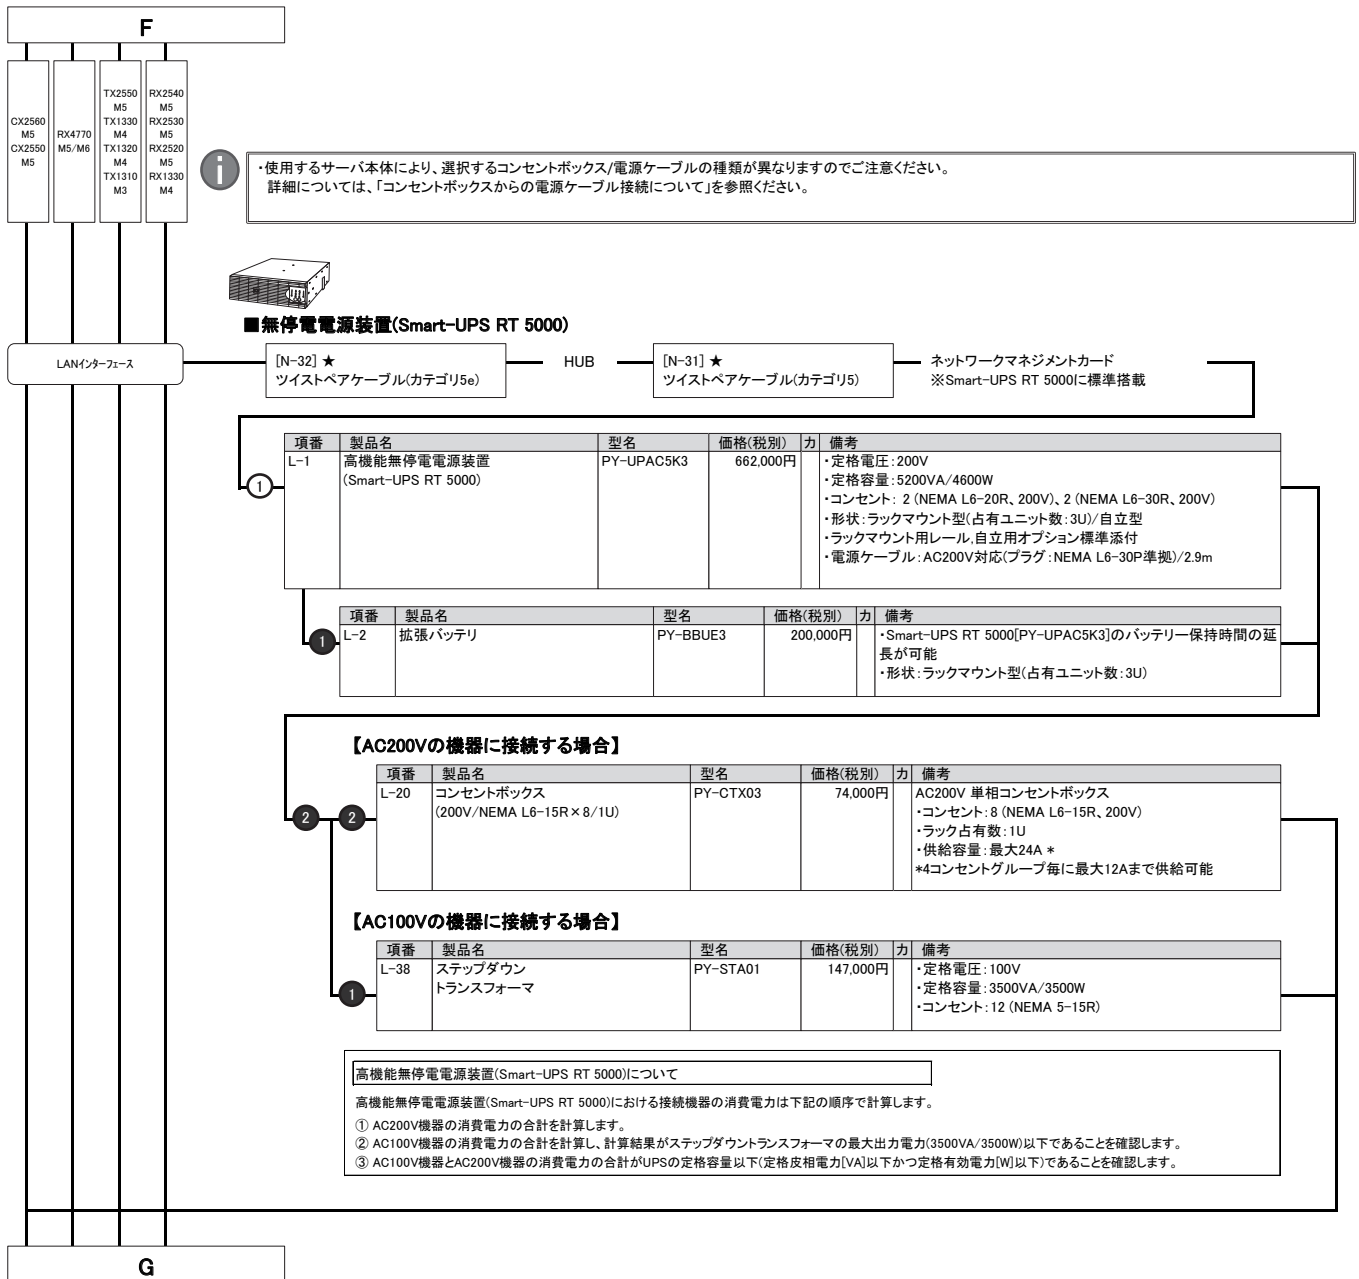 F
CX2560
M5
CX2550
M5
RX4770
M5/M6
TX2550
M5
TX1330
M4
TX1320
M4
TX1310
M3
RX2540
M5
RX2530
M5
RX2520
M5
RX1330
M4
i
・使用するサーバ本体により、選択するコンセントボックス/電源ケーブルの種類が異なりますのでご注意ください。
詳細については、「コンセントボックスからの電源ケーブル接続について」を参照ください。
■無停電電源装置(Smart-UPS RT 5000)
LANインターフェース
[N-32] ★
ツイストペアケーブル(カテゴリ5e)
HUB
[N-31] ★
ツイストペアケーブル(カテゴリ5)
ネットワークマネジメントカード
※Smart-UPS RT 5000に標準搭載
項番 製品名 型名 価格(税別) カ 備考
1
L-1 高機能無停電電源装置 PY-UPAC5K3 662,000円 ・定格電圧:200V
(Smart-UPS RT 5000) ・定格容量:5200VA/4600W
・コンセント: 2 (NEMA L6-20R、200V)、2 (NEMA L6-30R、200V)
・形状:ラックマウント型(占有ユニット数:3U)/自立型
・ラックマウント用レール,自立用オプション標準添付
・電源ケーブル:AC200V対応(プラグ:NEMA L6-30P準拠)/2.9m
項番 製品名 型名 価格(税別) カ 備考
1
L-2 拡張バッテリ PY-BBUE3 200,000円 ・Smart-UPS RT 5000[PY-UPAC5K3]のバッテリー保持時間の延
長が可能
・形状:ラックマウント型(占有ユニット数:3U)
【AC200Vの機器に接続する場合】
項番 製品名 型名 価格(税別) カ 備考
2 2
L-20 コンセントボックス PY-CTX03 74,000円 AC200V 単相コンセントボックス
(200V/NEMA L6-15R×8/1U) ・コンセント:8 (NEMA L6-15R、200V)
・ラック占有数:1U
・供給容量:最大24A *
*4コンセントグループ毎に最大12Aまで供給可能
【AC100Vの機器に接続する場合】
項番 製品名 型名 価格(税別) カ 備考
1
L-38 ステップダウン PY-STA01 147,000円 ・定格電圧:100V
トランスフォーマ ・定格容量:3500VA/3500W
・コンセント:12 (NEMA 5-15R)
高機能無停電電源装置(Smart-UPS RT 5000)について
高機能無停電電源装置(Smart-UPS RT 5000)における接続機器の消費電力は下記の順序で計算します。
① AC200V機器の消費電力の合計を計算します。
② AC100V機器の消費電力の合計を計算し、計算結果がステップダウントランスフォーマの最大出力電力(3500VA/3500W)以下であることを確認します。
③ AC100V機器とAC200V機器の消費電力の合計がUPSの定格容量以下(定格皮相電力[VA]以下かつ定格有効電力[W]以下)であることを確認します。
G